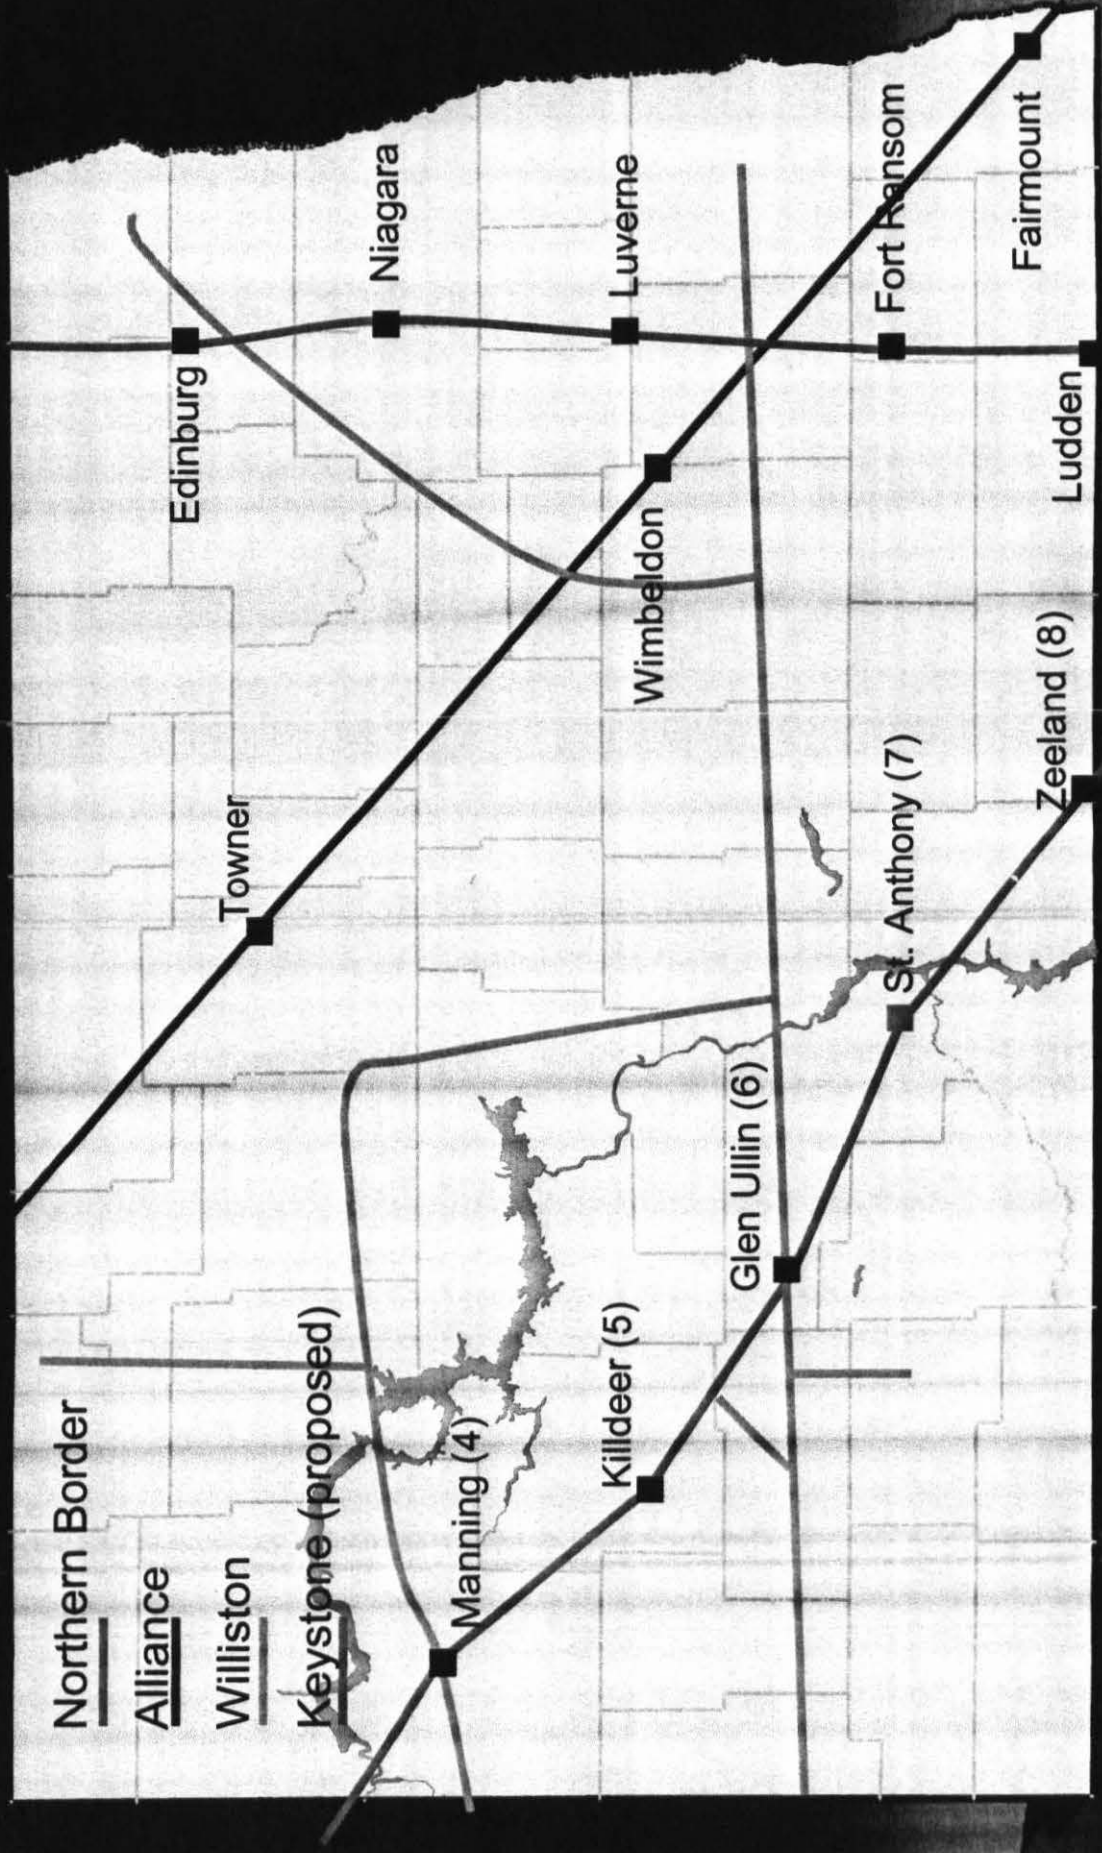 Northern Border
Alliance
Williston
Keystone (proposed)
Towner
Edinburg
Niagara
Manning (4)
Killdeer (5)
Wimbeldon
Luverne
Glen Ullin (6)
St. Anthony (7)
Fort Ransom
Zeeland (8)
Ludden
Fairmount